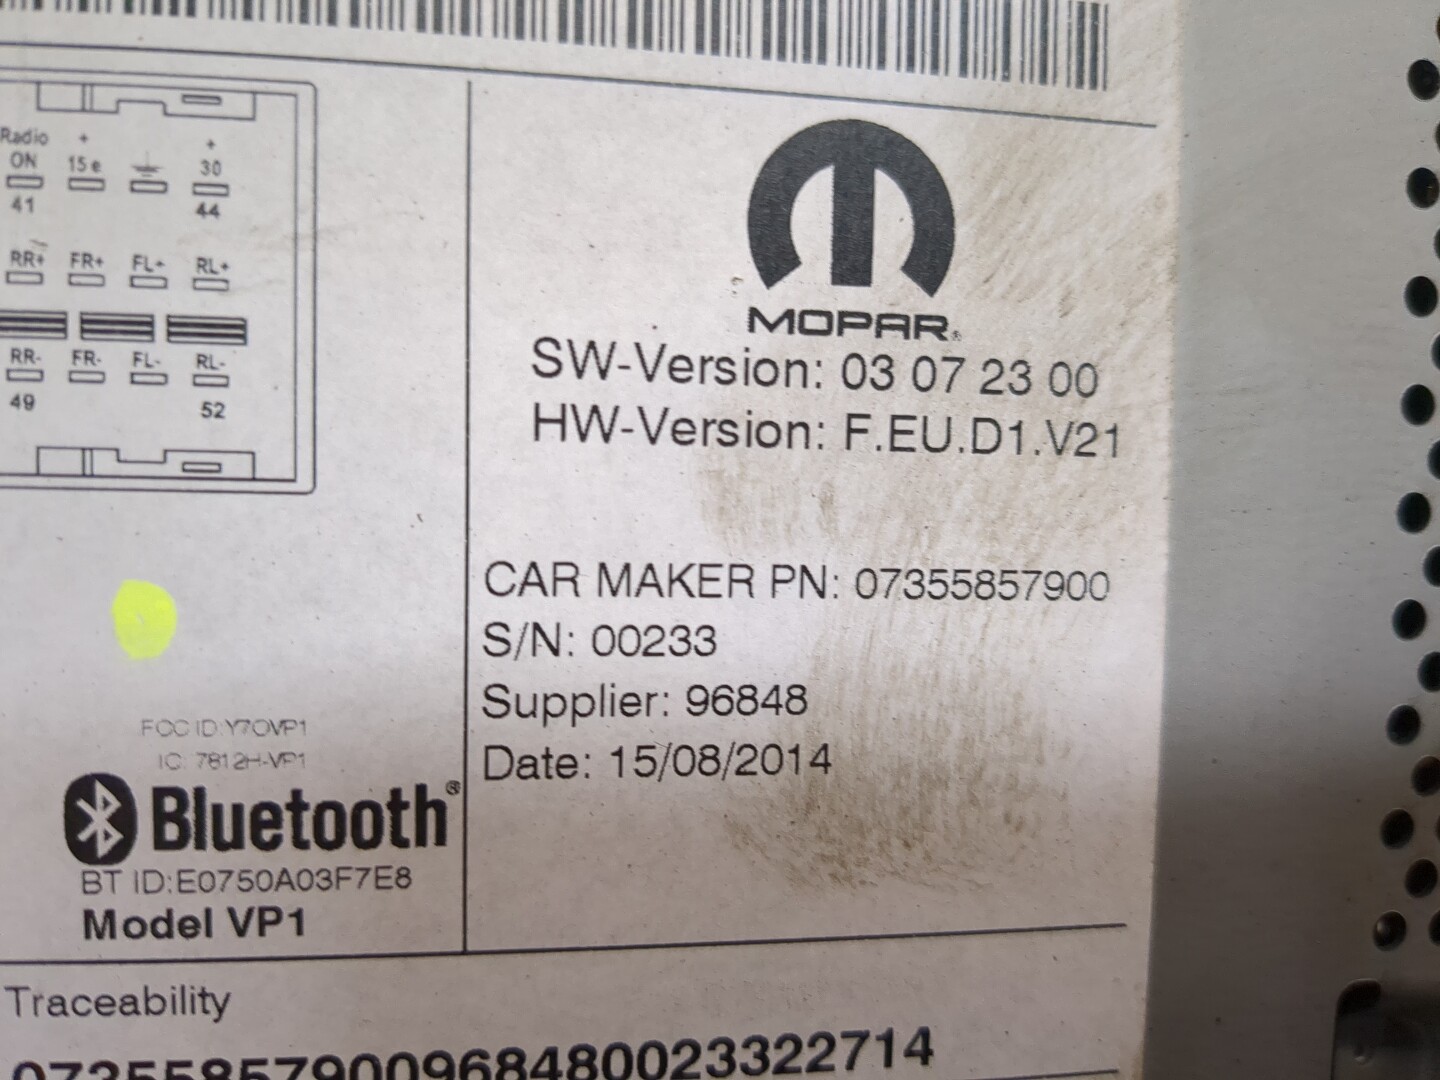 Radio + +
ON 15 e 30
41 44
RR+ FR+ FL+ RL+
RR- FR- FL- RL-
49 52
MOPAR®
SW-Version: 03 07 23 00
HW-Version: F.EU.D1.V21
CAR MAKER PN: 07355857900
S/N: 00233
Supplier: 96848
Date: 15/08/2014
FCC ID:Y7OVP1
IC: 7812H-VP1
Bluetooth®
BT ID:E0750A03F7E8
Model VP1
Traceability
07355857900968480023322714